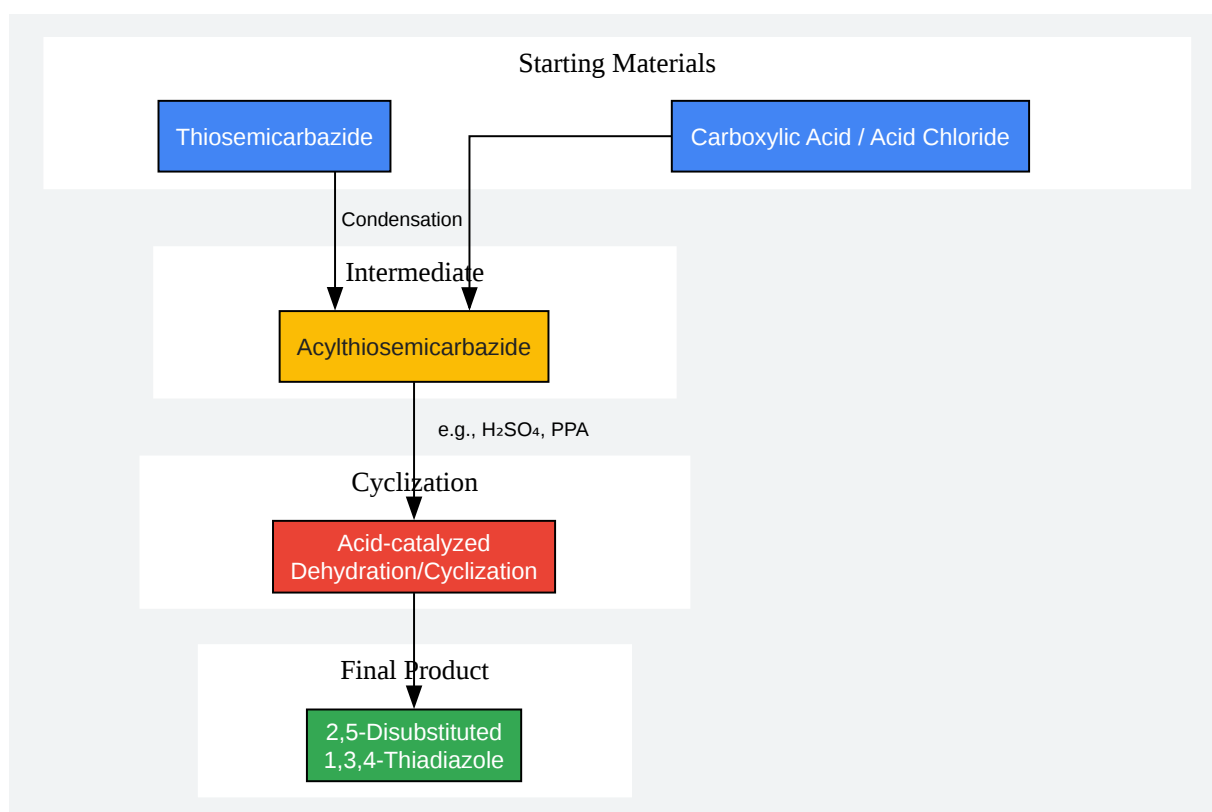 Starting Materials
Thiosemicarbazide
Carboxylic Acid / Acid Chloride
Condensation
Intermediate
Acylthiosemicarbazide
e.g., H₂SO₄, PPA
Cyclization
Acid-catalyzed
Dehydration/Cyclization
Final Product
2,5-Disubstituted
1,3,4-Thiadiazole